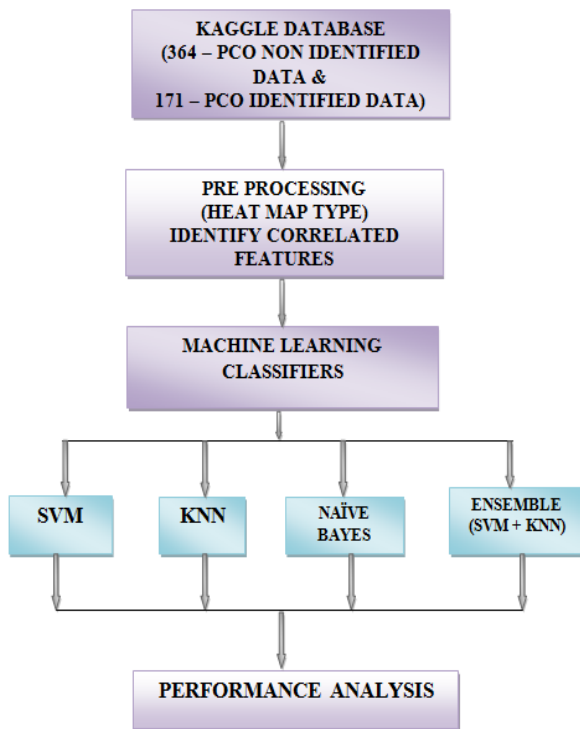 KAGGLE DATABASE
(364 – PCO NON IDENTIFIED
DATA &
171 – PCO IDENTIFIED DATA)
PRE PROCESSING
(HEAT MAP TYPE)
IDENTIFY CORRELATED
FEATURES
MACHINE LEARNING
CLASSIFIERS
SVM
KNN
NAÏVE
BAYES
ENSEMBLE
(SVM + KNN)
PERFORMANCE ANALYSIS